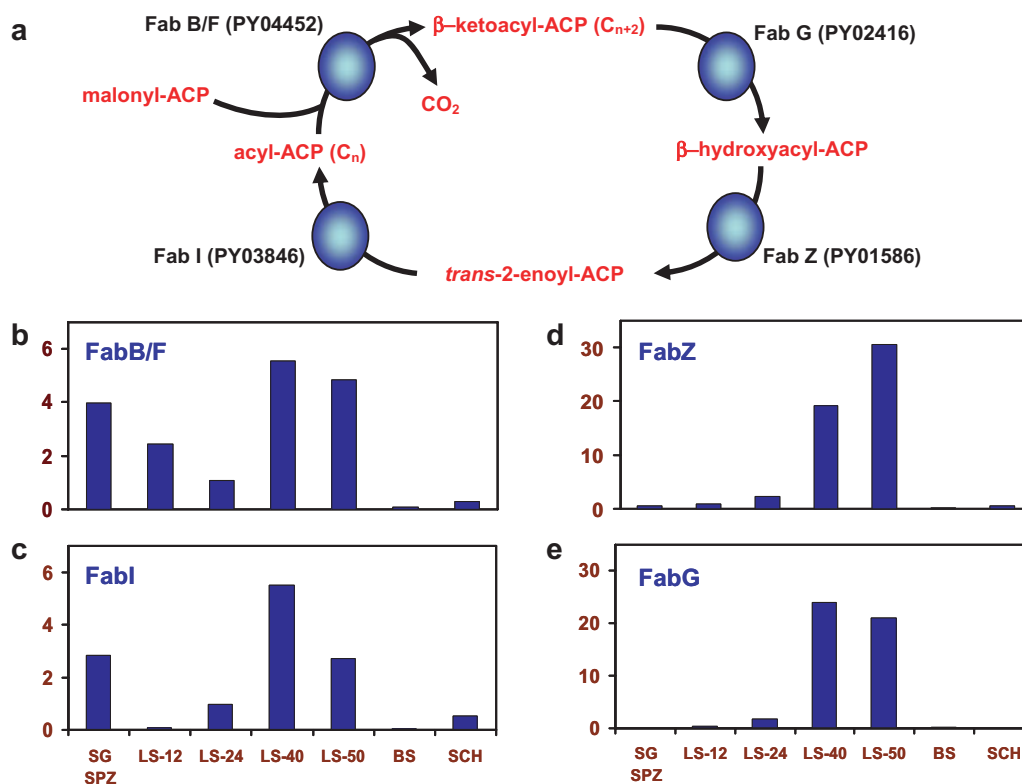 a
Fab B/F (PY04452)
β-ketoacyl-ACP (Cn+2)
Fab G (PY02416)
malonyl-ACP
CO2
acyl-ACP (Cn)
β–hydroxyacyl-ACP
Fab I (PY03846)
trans-2-enoyl-ACP
Fab Z (PY01586)
b
FabB/F
6
4
2
0
c
FabI
6
4
2
0
SG SPZ
LS-12
LS-24
LS-40
LS-50
BS
SCH
d
FabZ
30
20
10
0
e
FabG
30
20
10
0
SG SPZ
LS-12
LS-24
LS-40
LS-50
BS
SCH